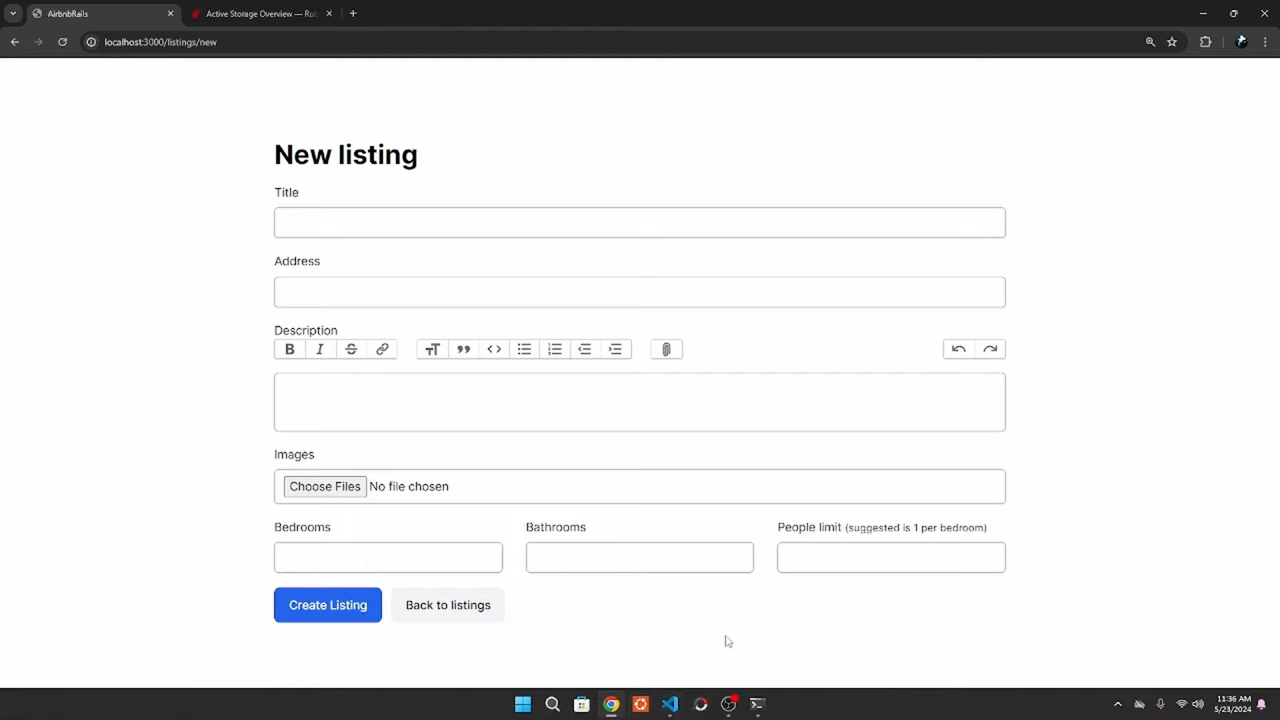 AirbnbRails
Active Storage Overview — Rub
localhost:3000/listings/new
New listing
Title
Address
Description
B I S
Images
Choose Files No file chosen
Bedrooms Bathrooms People limit (suggested is 1 per bedroom)
Create Listing Back to listings
11:36 AM
5/23/2024